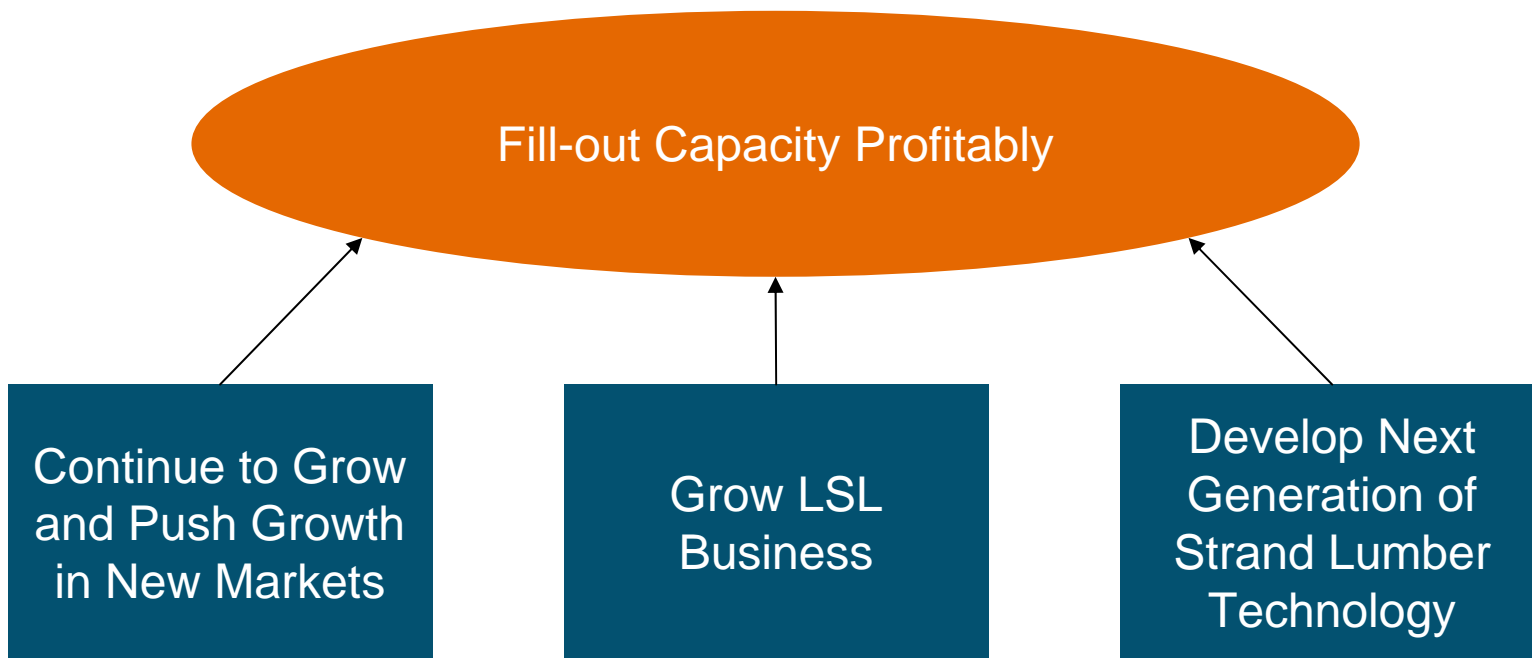 Fill-out Capacity Profitably
Continue to Grow
and Push Growth
in New Markets
Grow LSL
Business
Develop Next
Generation of
Strand Lumber
Technology